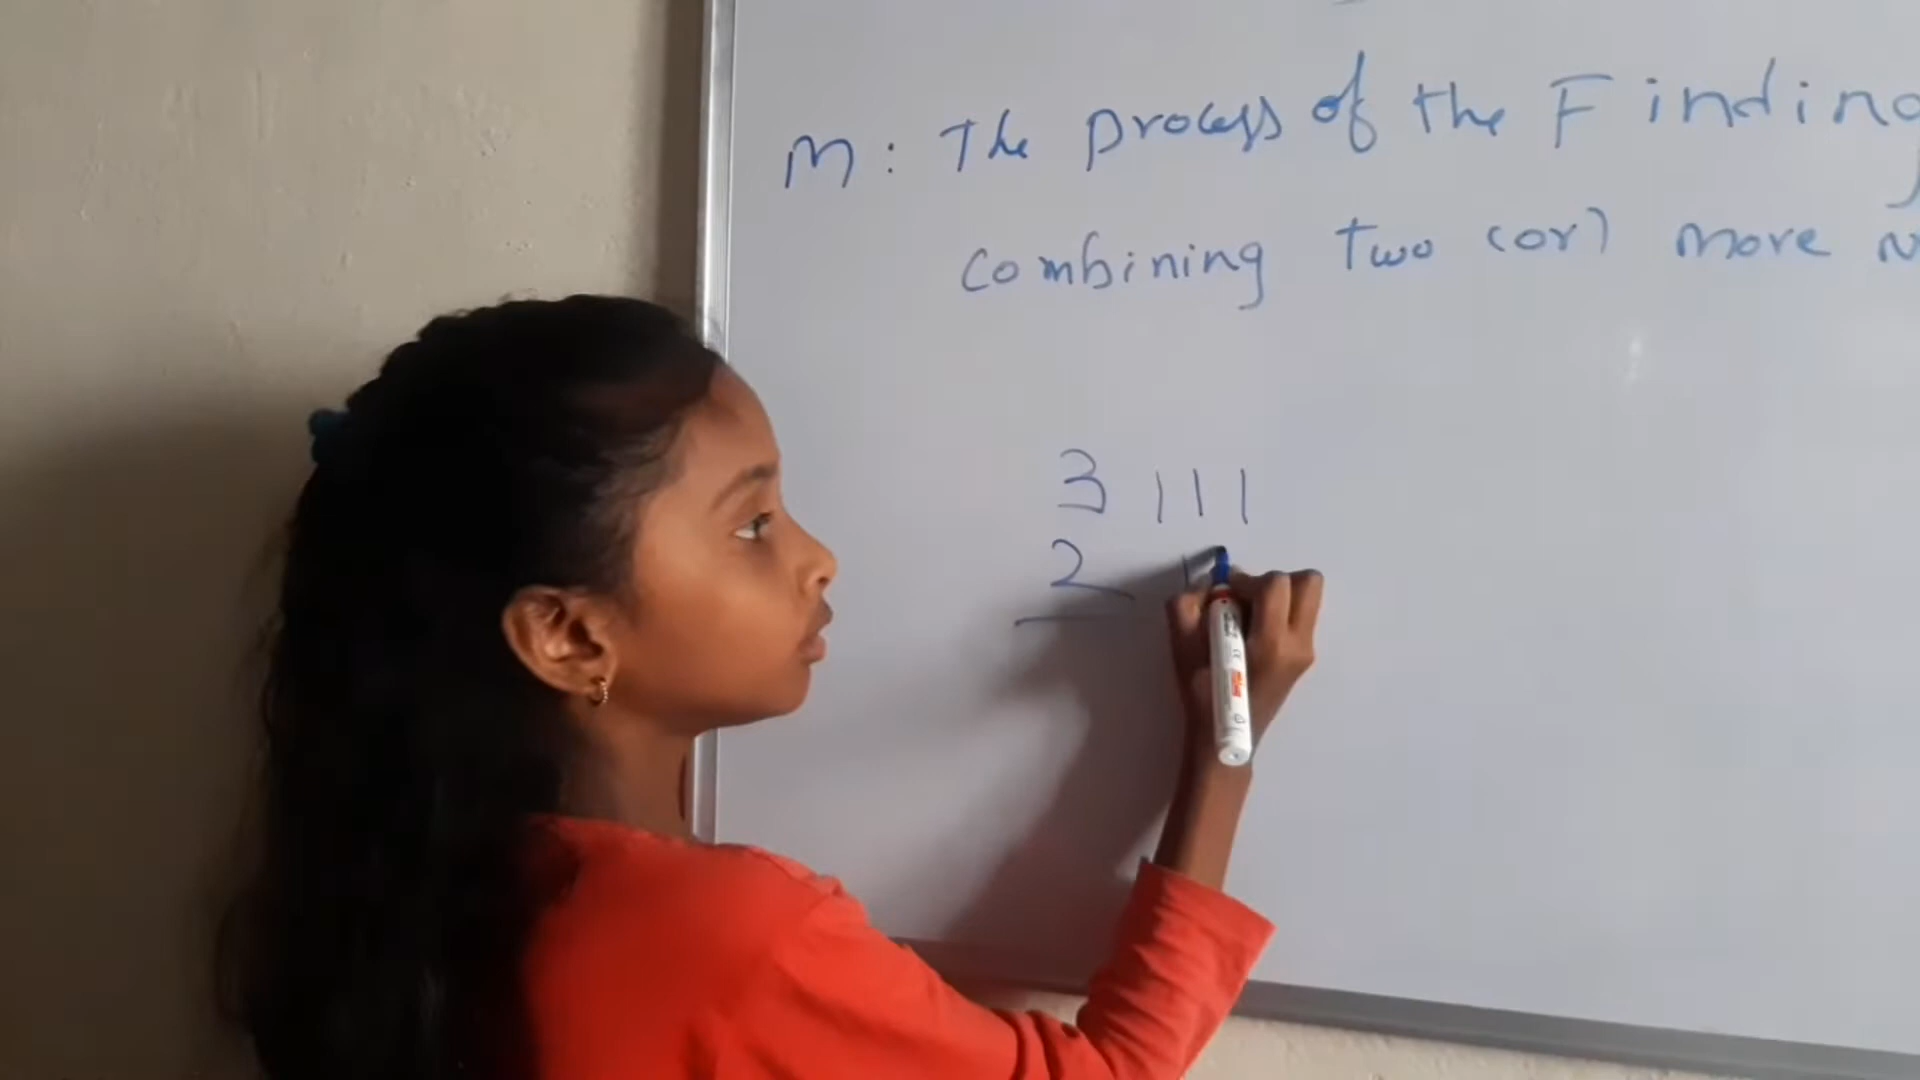 M: The process of the Finding
combining two (or) more
3 111
2